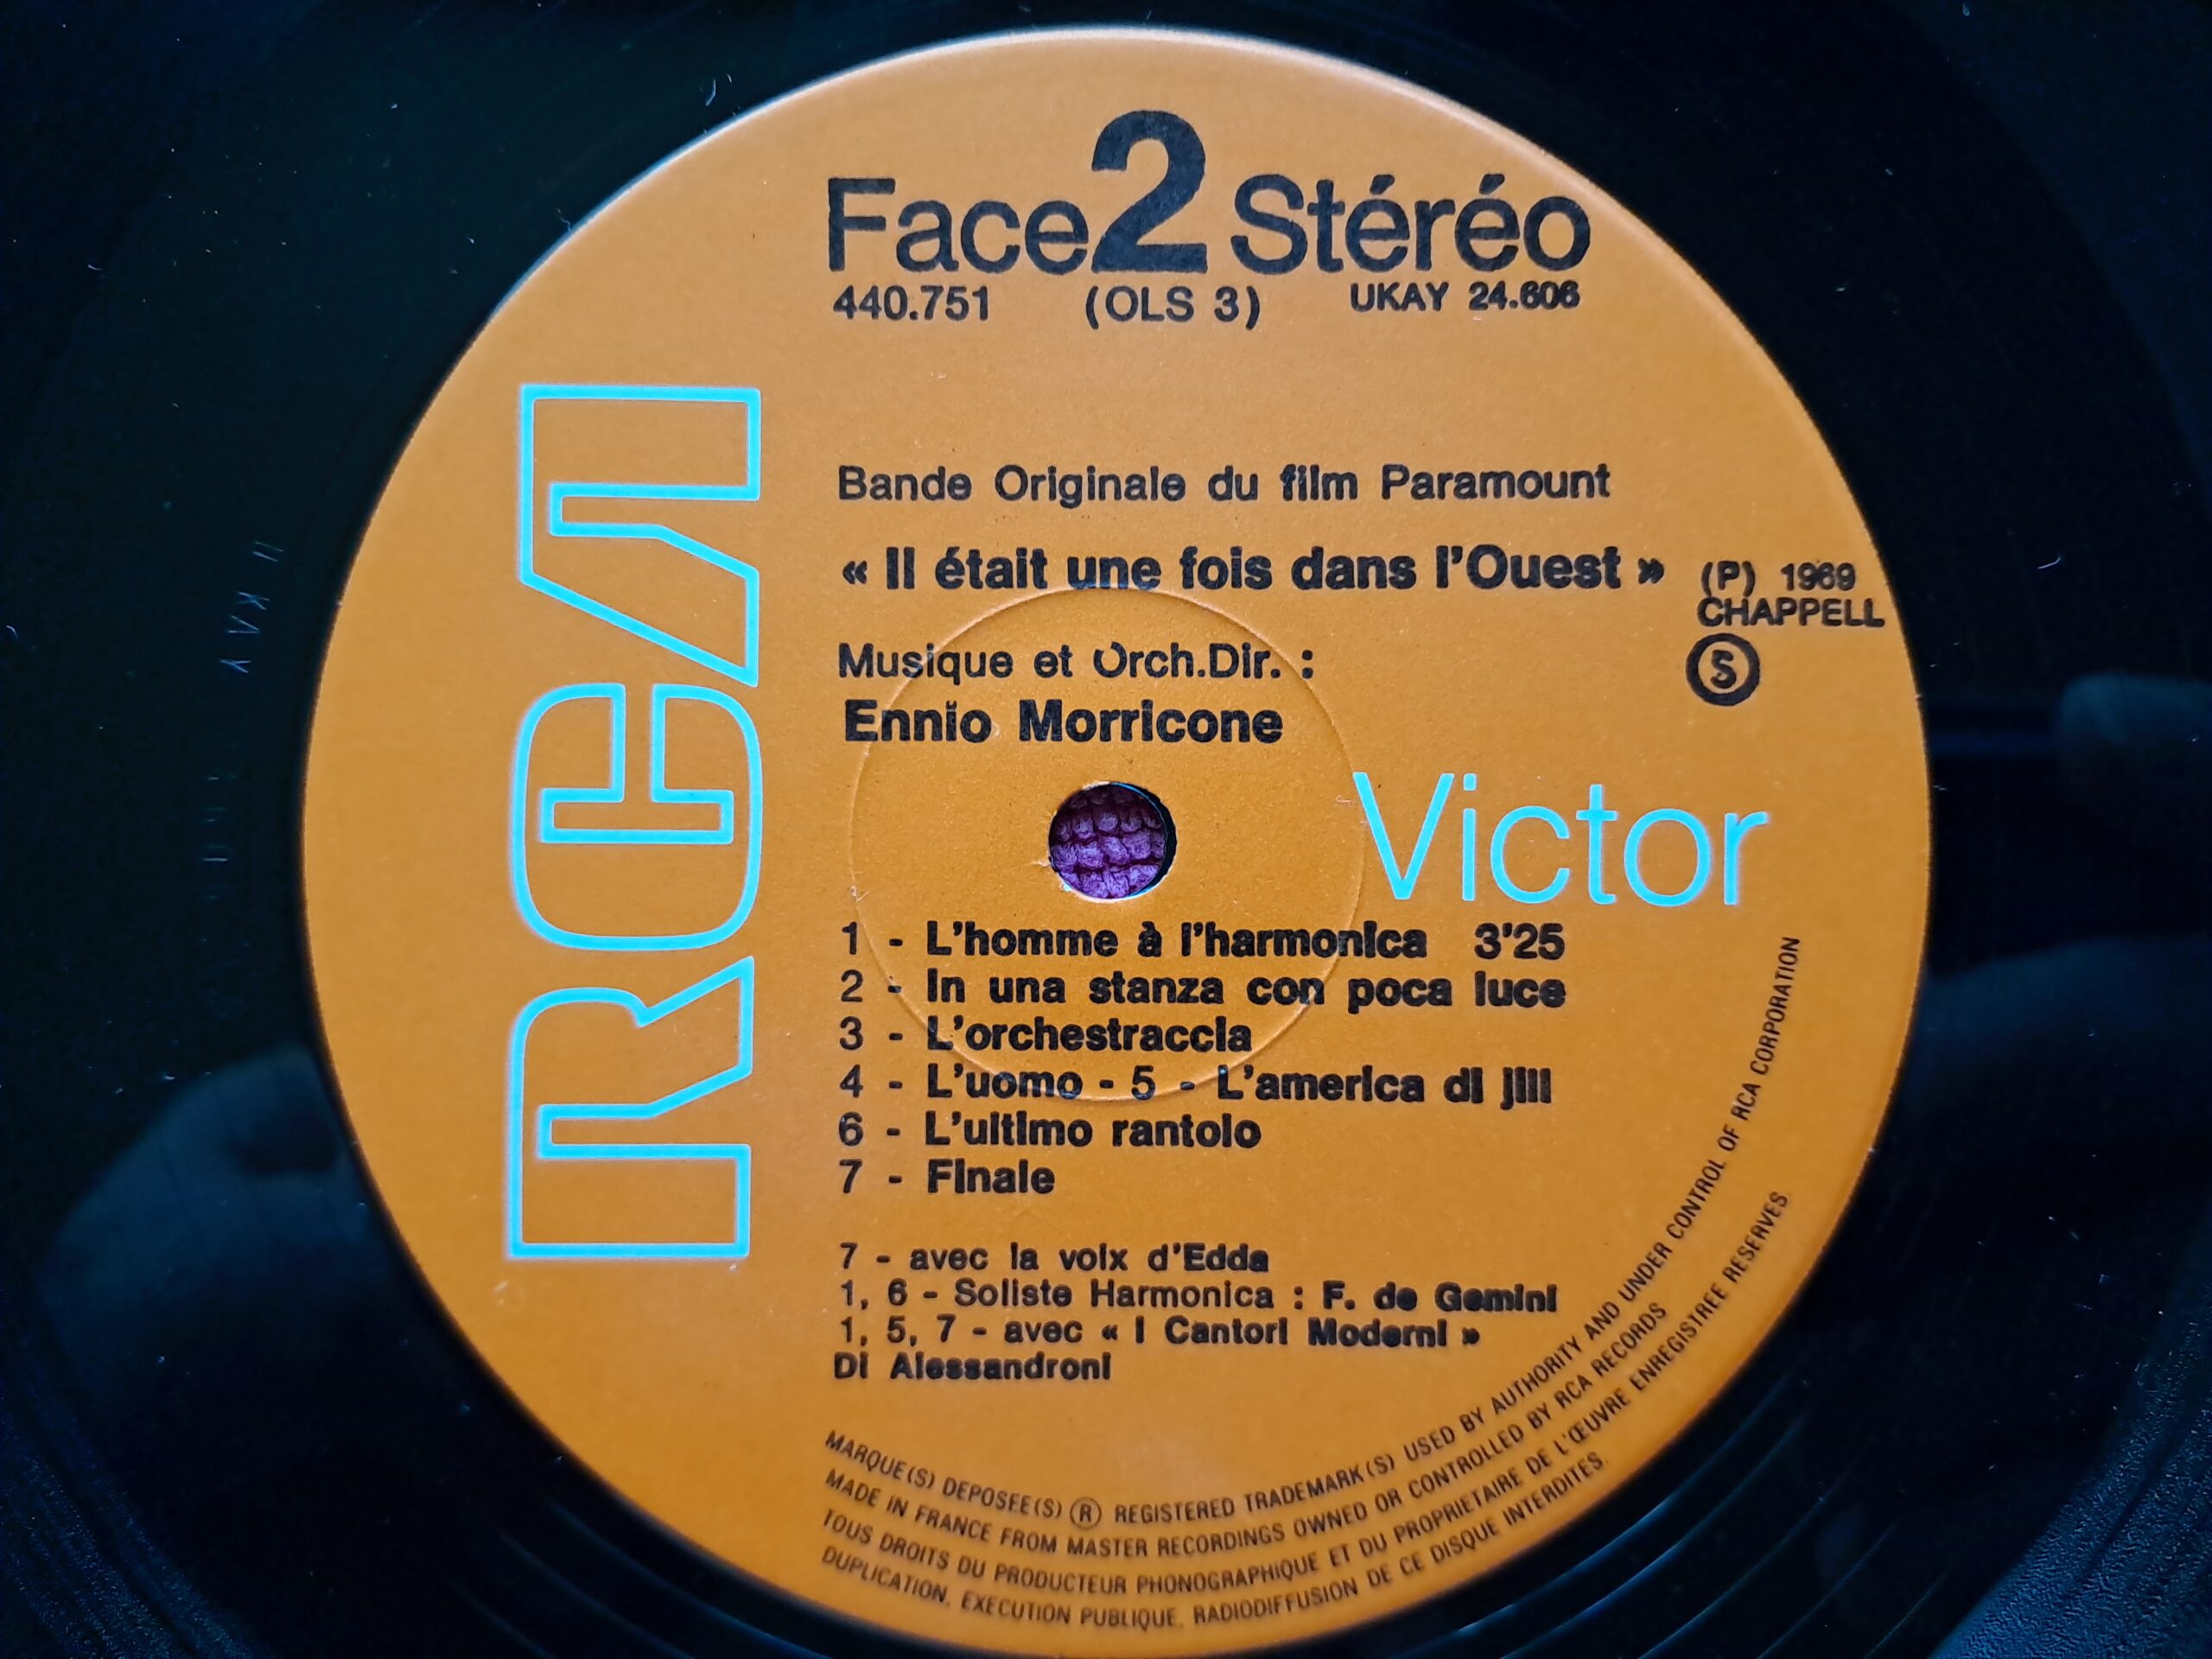 Face 2 Stéréo
440.751 (OLS 3) UKAY 24.606
RCA
Bande Originale du film Paramount
« Il était une fois dans l'Ouest »
(P) 1969
CHAPPELL
S
Musique et Orch.Dir. :
Ennio Morricone
Victor
1 - L'homme à l'harmonica 3'25
2 - In una stanza con poca luce
3 - L'orchestraccia
4 - L'uomo - 5 - L'america di jill
6 - L'ultimo rantolo
7 - Finale
7 - avec la voix d'Edda
1, 6 - Soliste Harmonica : F. de Gemini
1, 5, 7 - avec « I Cantori Moderni »
Di Alessandroni
MARQUE(S) DEPOSEE(S) ® REGISTERED TRADEMARK(S) USED BY AUTHORITY AND UNDER CONTROL OF RCA CORPORATION
MADE IN FRANCE FROM MASTER RECORDINGS OWNED OR CONTROLLED BY RCA RECORDS
TOUS DROITS DU PRODUCTEUR PHONOGRAPHIQUE ET DU PROPRIETAIRE DE L'ŒUVRE ENREGISTREE RESERVES
DUPLICATION, EXECUTION PUBLIQUE, RADIODIFFUSION DE CE DISQUE INTERDITES.
UKAY